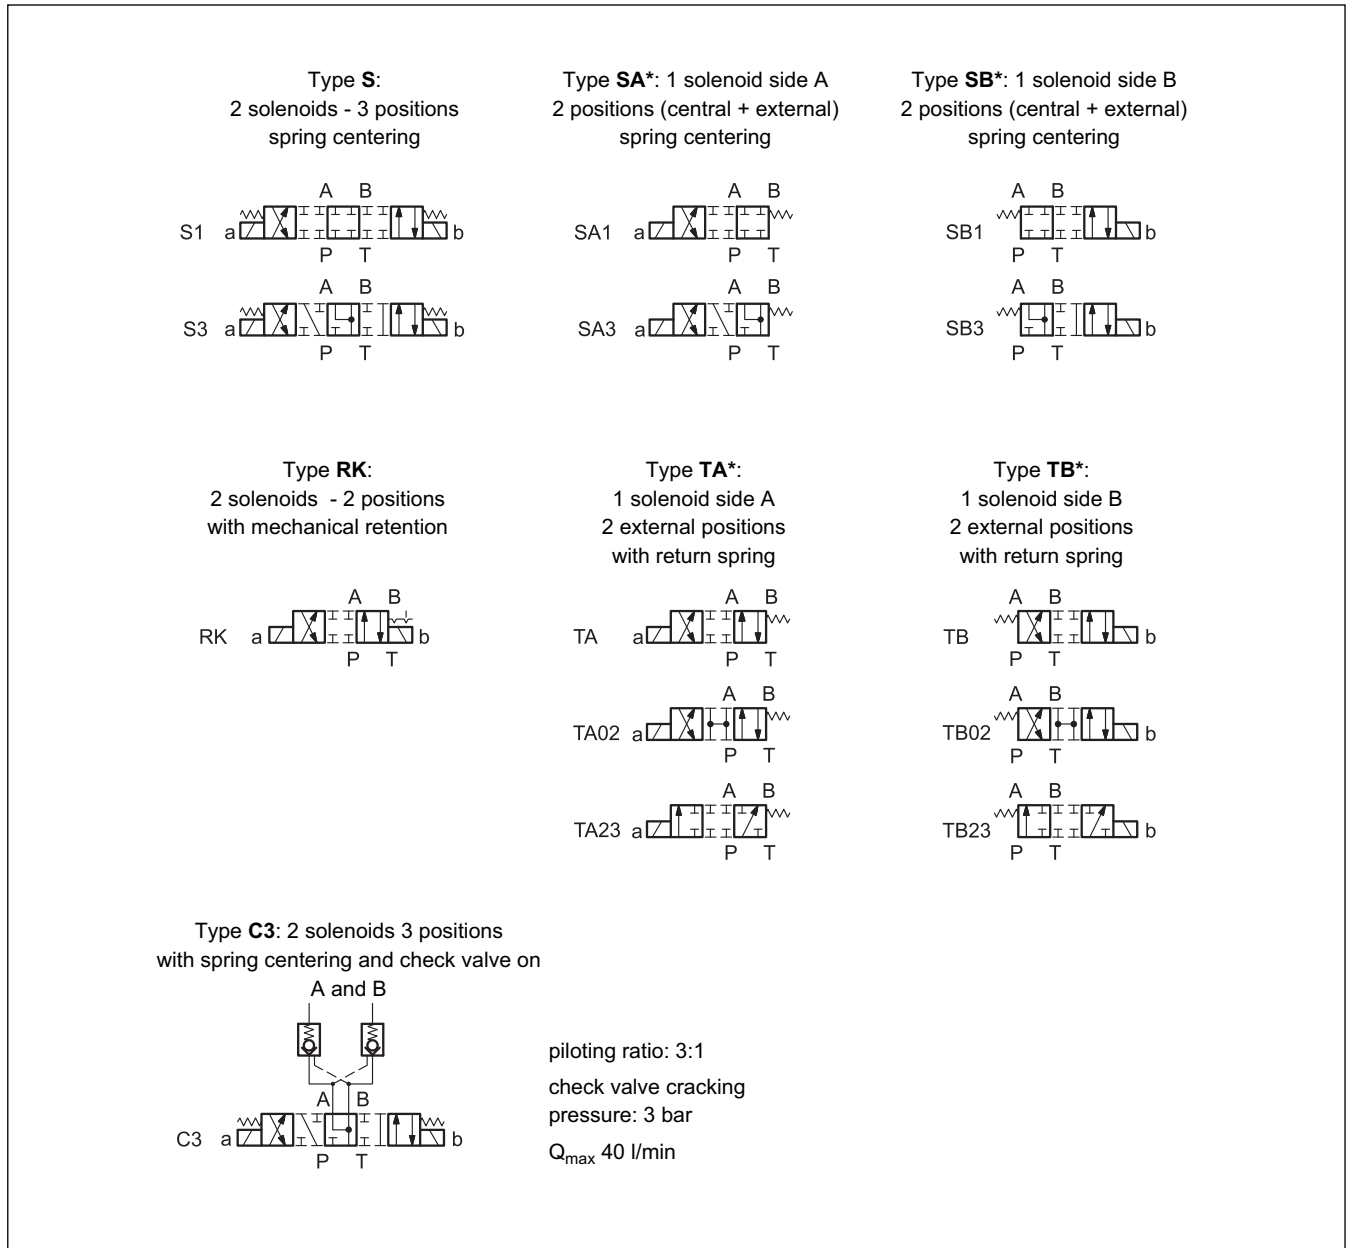 Type S:
2 solenoids - 3 positions
spring centering
A B
S1 a b
P T
A B
S3 a b
P T
Type SA*: 1 solenoid side A
2 positions (central + external)
spring centering
A B
SA1 a
P T
A B
SA3 a
P T
Type SB*: 1 solenoid side B
2 positions (central + external)
spring centering
A B
SB1 b
P T
A B
SB3 b
P T
Type RK:
2 solenoids - 2 positions
with mechanical retention
A B
RK a b
P T
Type TA*:
1 solenoid side A
2 external positions
with return spring
A B
TA a
P T
A B
TA02 a
P T
A B
TA23 a
P T
Type TB*:
1 solenoid side B
2 external positions
with return spring
A B
TB b
P T
A B
TB02 b
P T
A B
TB23 b
P T
Type C3: 2 solenoids 3 positions
with spring centering and check valve on
A and B
A B
C3 a b
P T
piloting ratio: 3:1
check valve cracking
pressure: 3 bar
Qmax 40 l/min